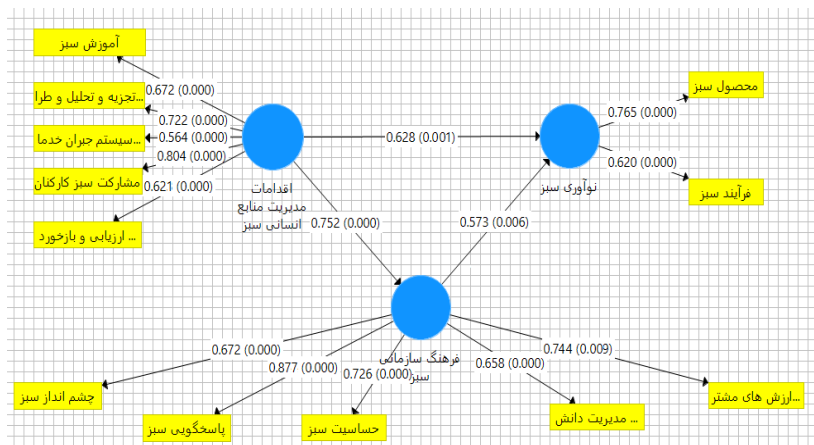 آموزش سبز
0.672 (0.000)
تجزیه و تحلیل و طرا...
0.722 (0.000)
سیستم جبران خدما...
0.564 (0.000)
0.804 (0.000)
مشارکت سبز کارکنان
0.621 (0.000)
ارزیابی و بازخورد ...
اقدامات
مدیریت منابع
انسانی سبز
0.628 (0.001)
0.752 (0.000)
0.573 (0.006)
نوآوری سبز
0.765 (0.000)
محصول سبز
0.620 (0.000)
فرآیند سبز
فرهنگ سازمانی
سبز
0.672 (0.000)
0.877 (0.000)
0.726 (0.000)
0.658 (0.000)
0.744 (0.009)
چشم انداز سبز
پاسخگویی سبز
حساسیت سبز
مدیریت دانش ...
ارزش های مشتر...